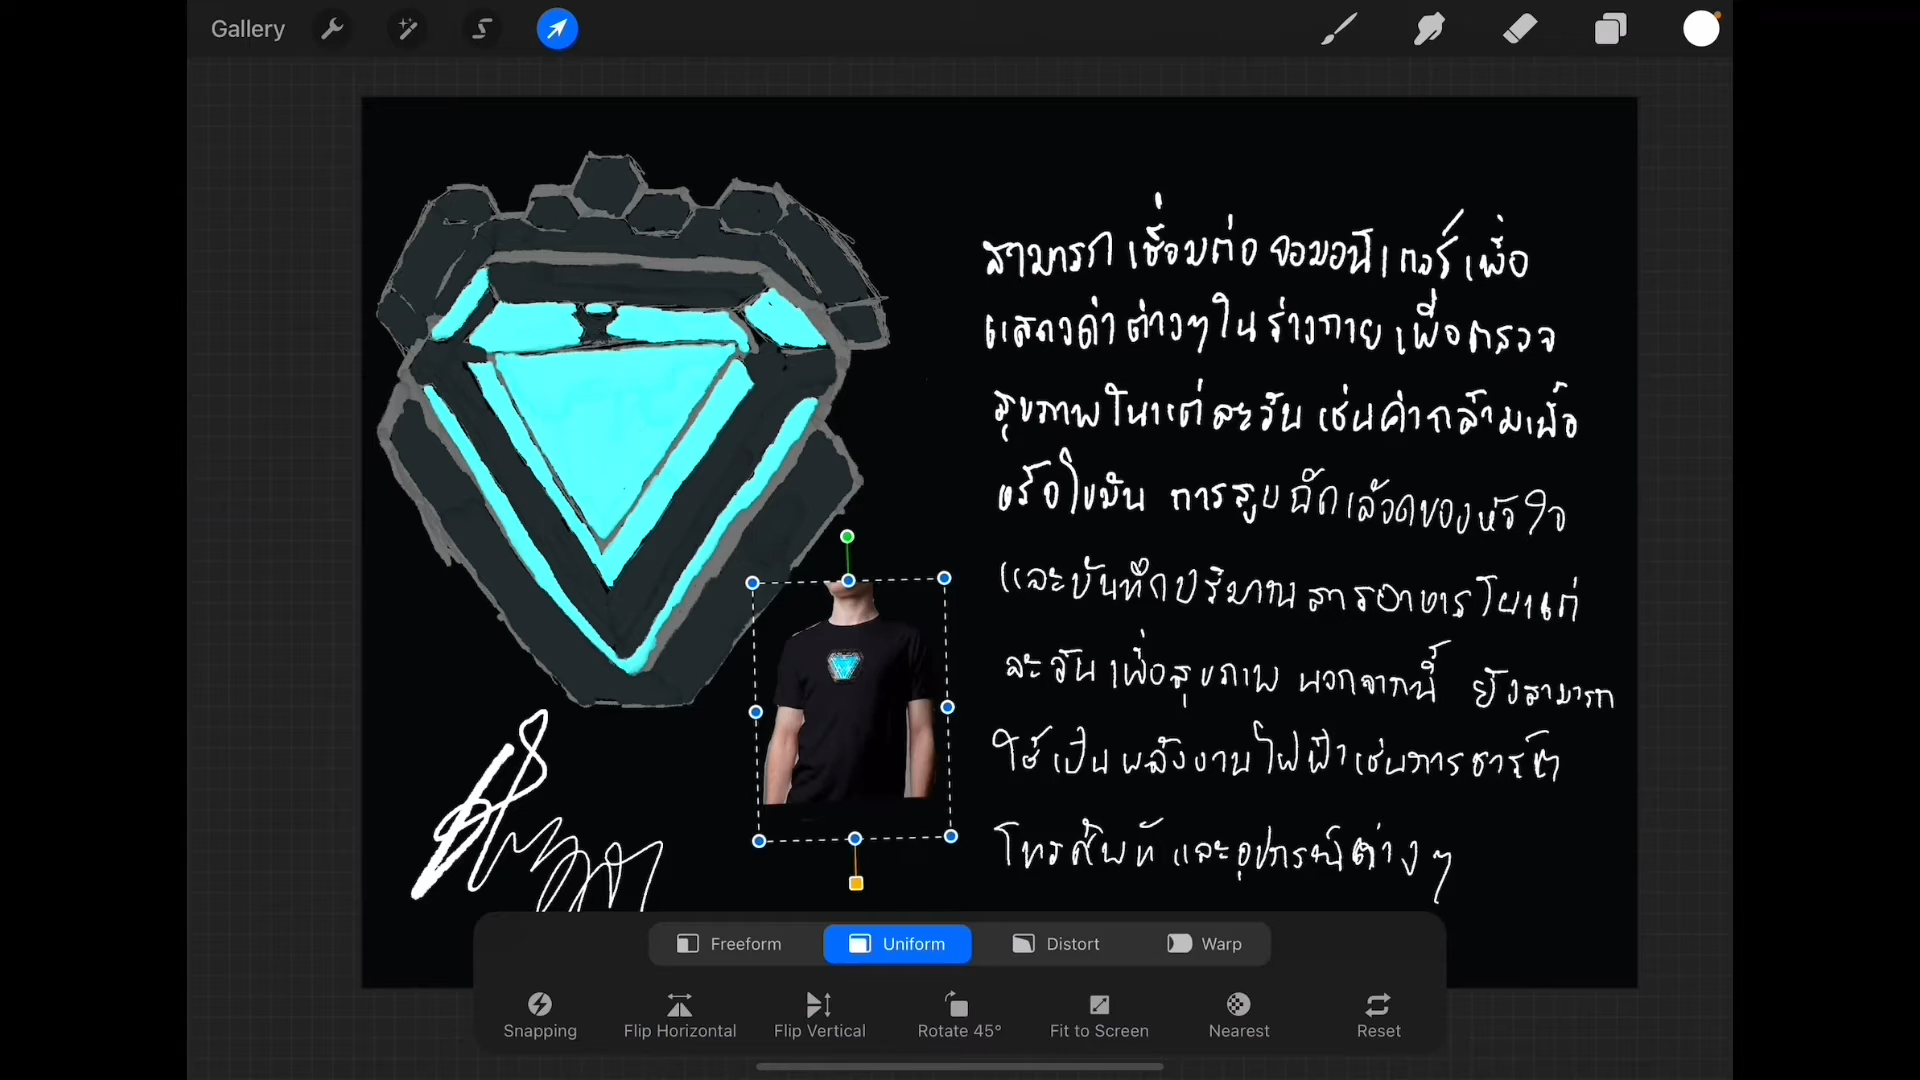 Gallery
สามารถเชื่อมต่อจอมอนิเตอร์เพื่อ
แสดงค่าต่างๆในร่างกายเพื่อตรวจ
สุขภาพในแต่ละวันเช่นค่ากล้ามเนื้อ
หรือไขมัน การสูบฉีดเลือดของหัวใจ
และบันทึกปริมาณสารอาหารในแต่
ละวันเพื่อสุขภาพ นอกจากนี้ ยังสามารถ
ใช้เป็นพลังงานไฟฟ้าเช่นการชาร์ท
โทรศัพท์ และอุปกรณ์ต่างๆ
Freeform Uniform Distort Warp
Snapping Flip Horizontal Flip Vertical Rotate 45° Fit to Screen Nearest Reset